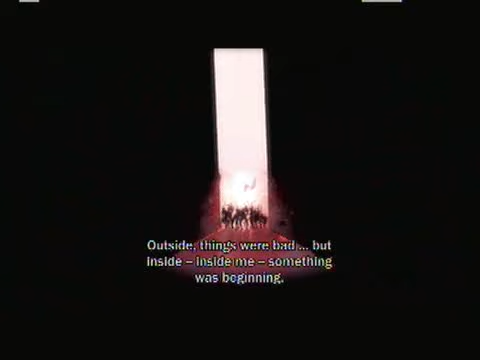 Outside, things were bad ... but
inside – inside me – something
was beginning.